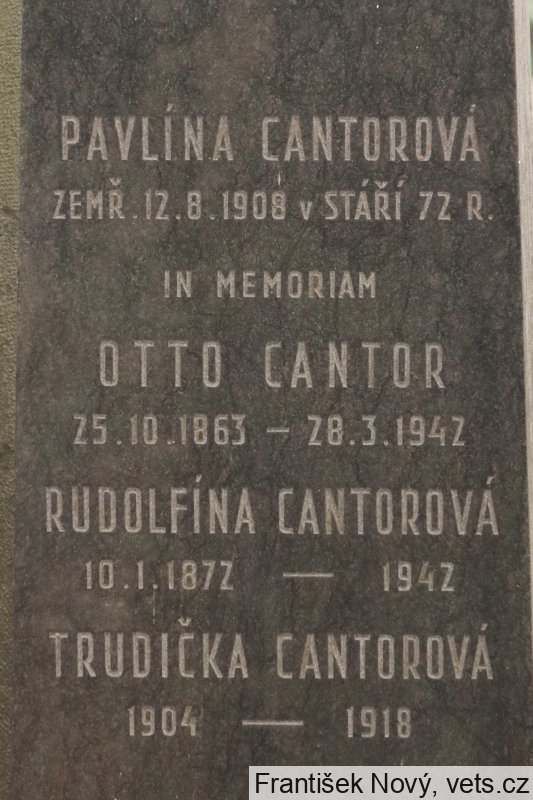 PAVLÍNA CANTOROVÁ
ZEMŘ. 12.8.1908 v STÁŘÍ 72 R.
IN MEMORIAM
OTTO CANTOR
25.10.1863 – 28.3.1942
RUDOLFÍNA CANTOROVÁ
10.1.1872 – 1942
TRUDIČKA CANTOROVÁ
1904 – 1918
František Nový, vets.cz